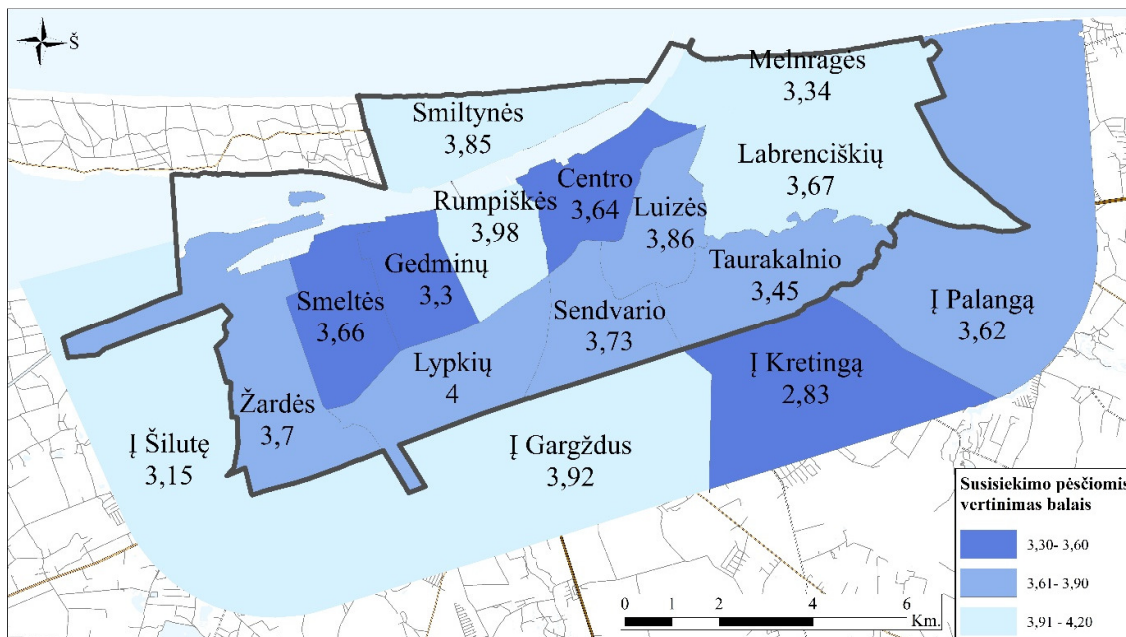 Š
Melnragės
3,34
Smiltynės
3,85
Labrenciškių
3,67
Centro
3,64
Rumpiškės
3,98
Luizės
3,86
Gedminų
3,3
Taurakalnio
3,45
Smeltės
3,66
Sendvario
3,73
Į Palangą
3,62
Lypkių
4
Į Kretingą
2,83
Žardės
3,7
Į Šilutę
3,15
Į Gargždus
3,92
Susisiekimo pėsčiomis
vertinimas balais
3,30- 3,60
3,61- 3,90
3,91 - 4,20
0 1 2 4 6
Km.